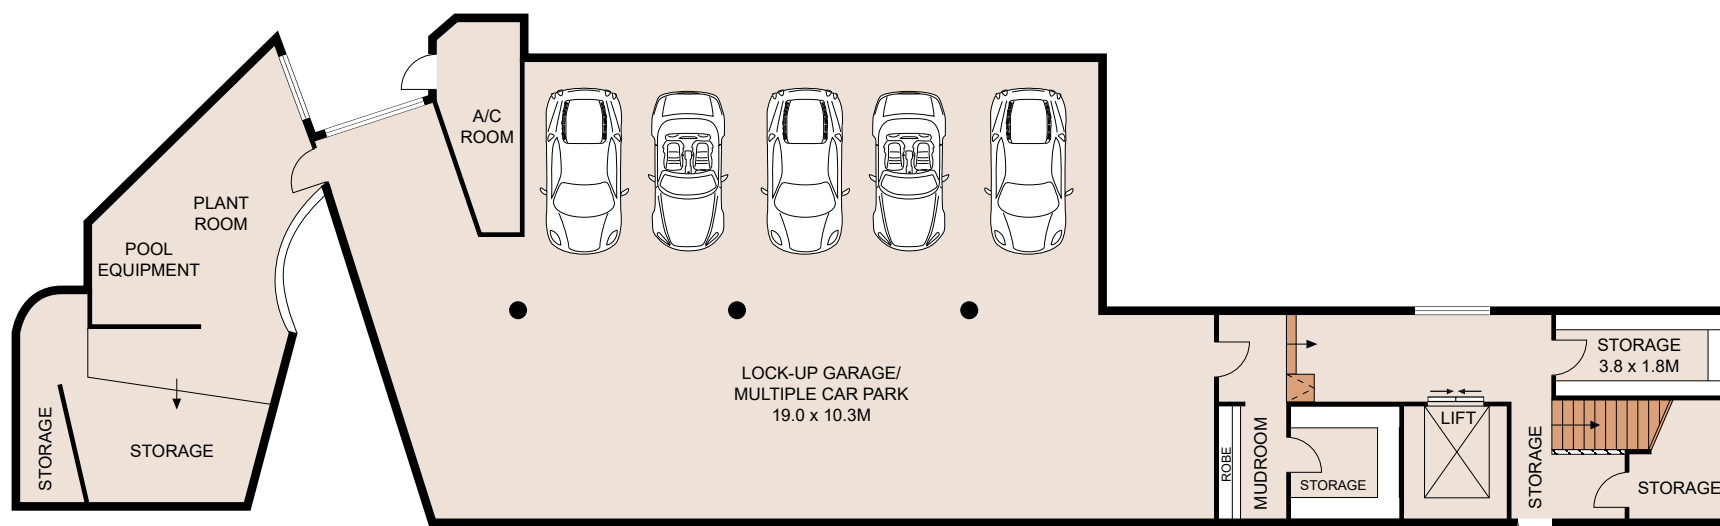 A/C
ROOM
PLANT
ROOM
POOL
EQUIPMENT
STORAGE
STORAGE
LOCK-UP GARAGE/
MULTIPLE CAR PARK
19.0 x 10.3M
ROBE
MUDROOM
STORAGE
LIFT
STORAGE
STORAGE
3.8 x 1.8M
STORAGE